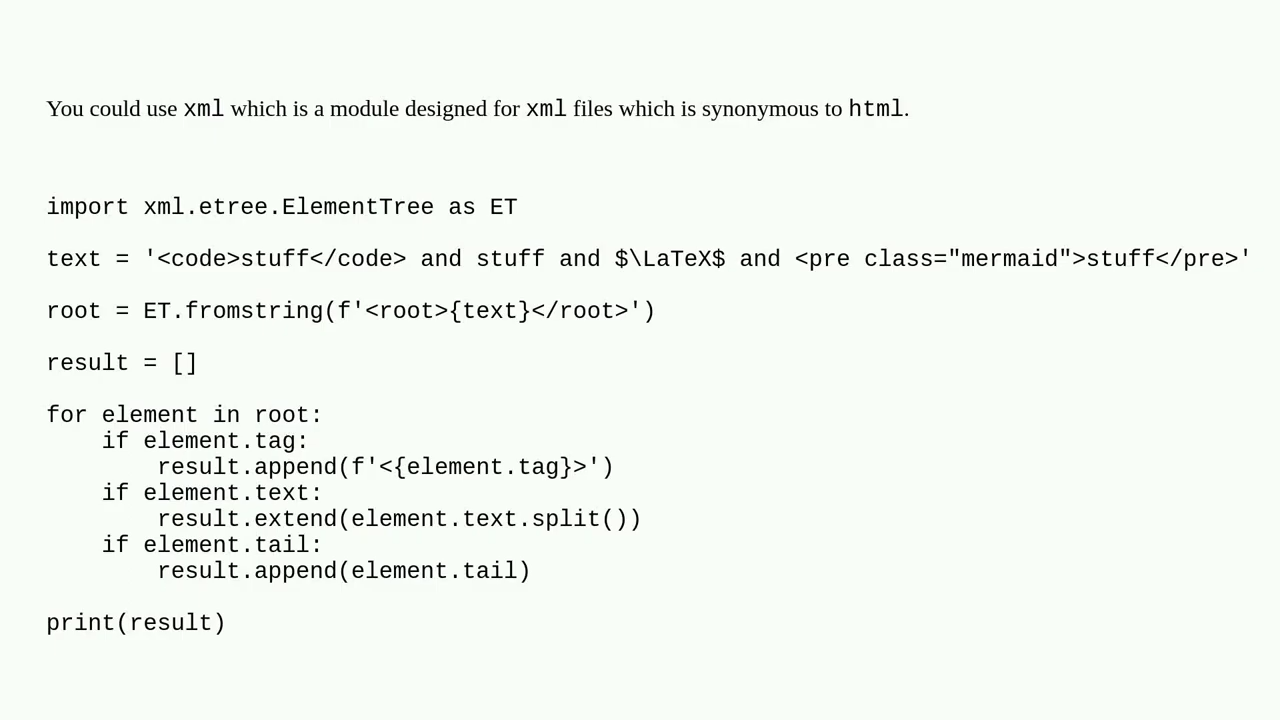 You could use xml which is a module designed for xml files which is synonymous to html.
import xml.etree.ElementTree as ET
text = '<code>stuff</code> and stuff and $\LaTeX$ and <pre class="mermaid">stuff</pre>'
root = ET.fromstring(f'<root>{text}</root>')
result = []
for element in root:
    if element.tag:
        result.append(f'<{element.tag}>')
    if element.text:
        result.extend(element.text.split())
    if element.tail:
        result.append(element.tail)
print(result)